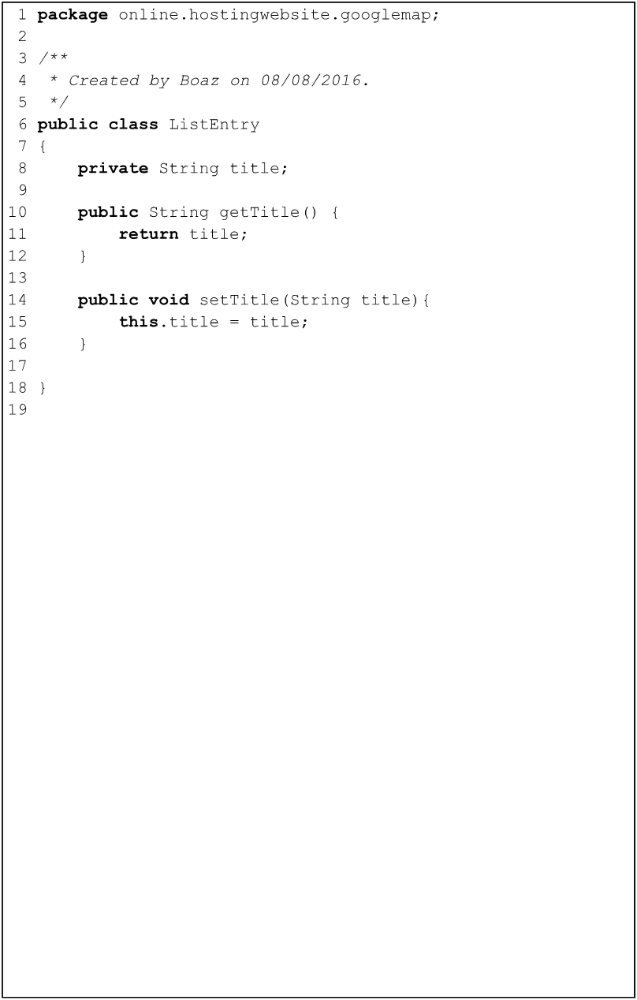 1 package online.hostingwebsite.googlemap;
2
3 /**
4  * Created by Boaz on 08/08/2016.
5  */
6 public class ListEntry
7 {
8     private String title;
9
10     public String getTitle() {
11         return title;
12     }
13
14     public void setTitle(String title){
15         this.title = title;
16     }
17
18 }
19